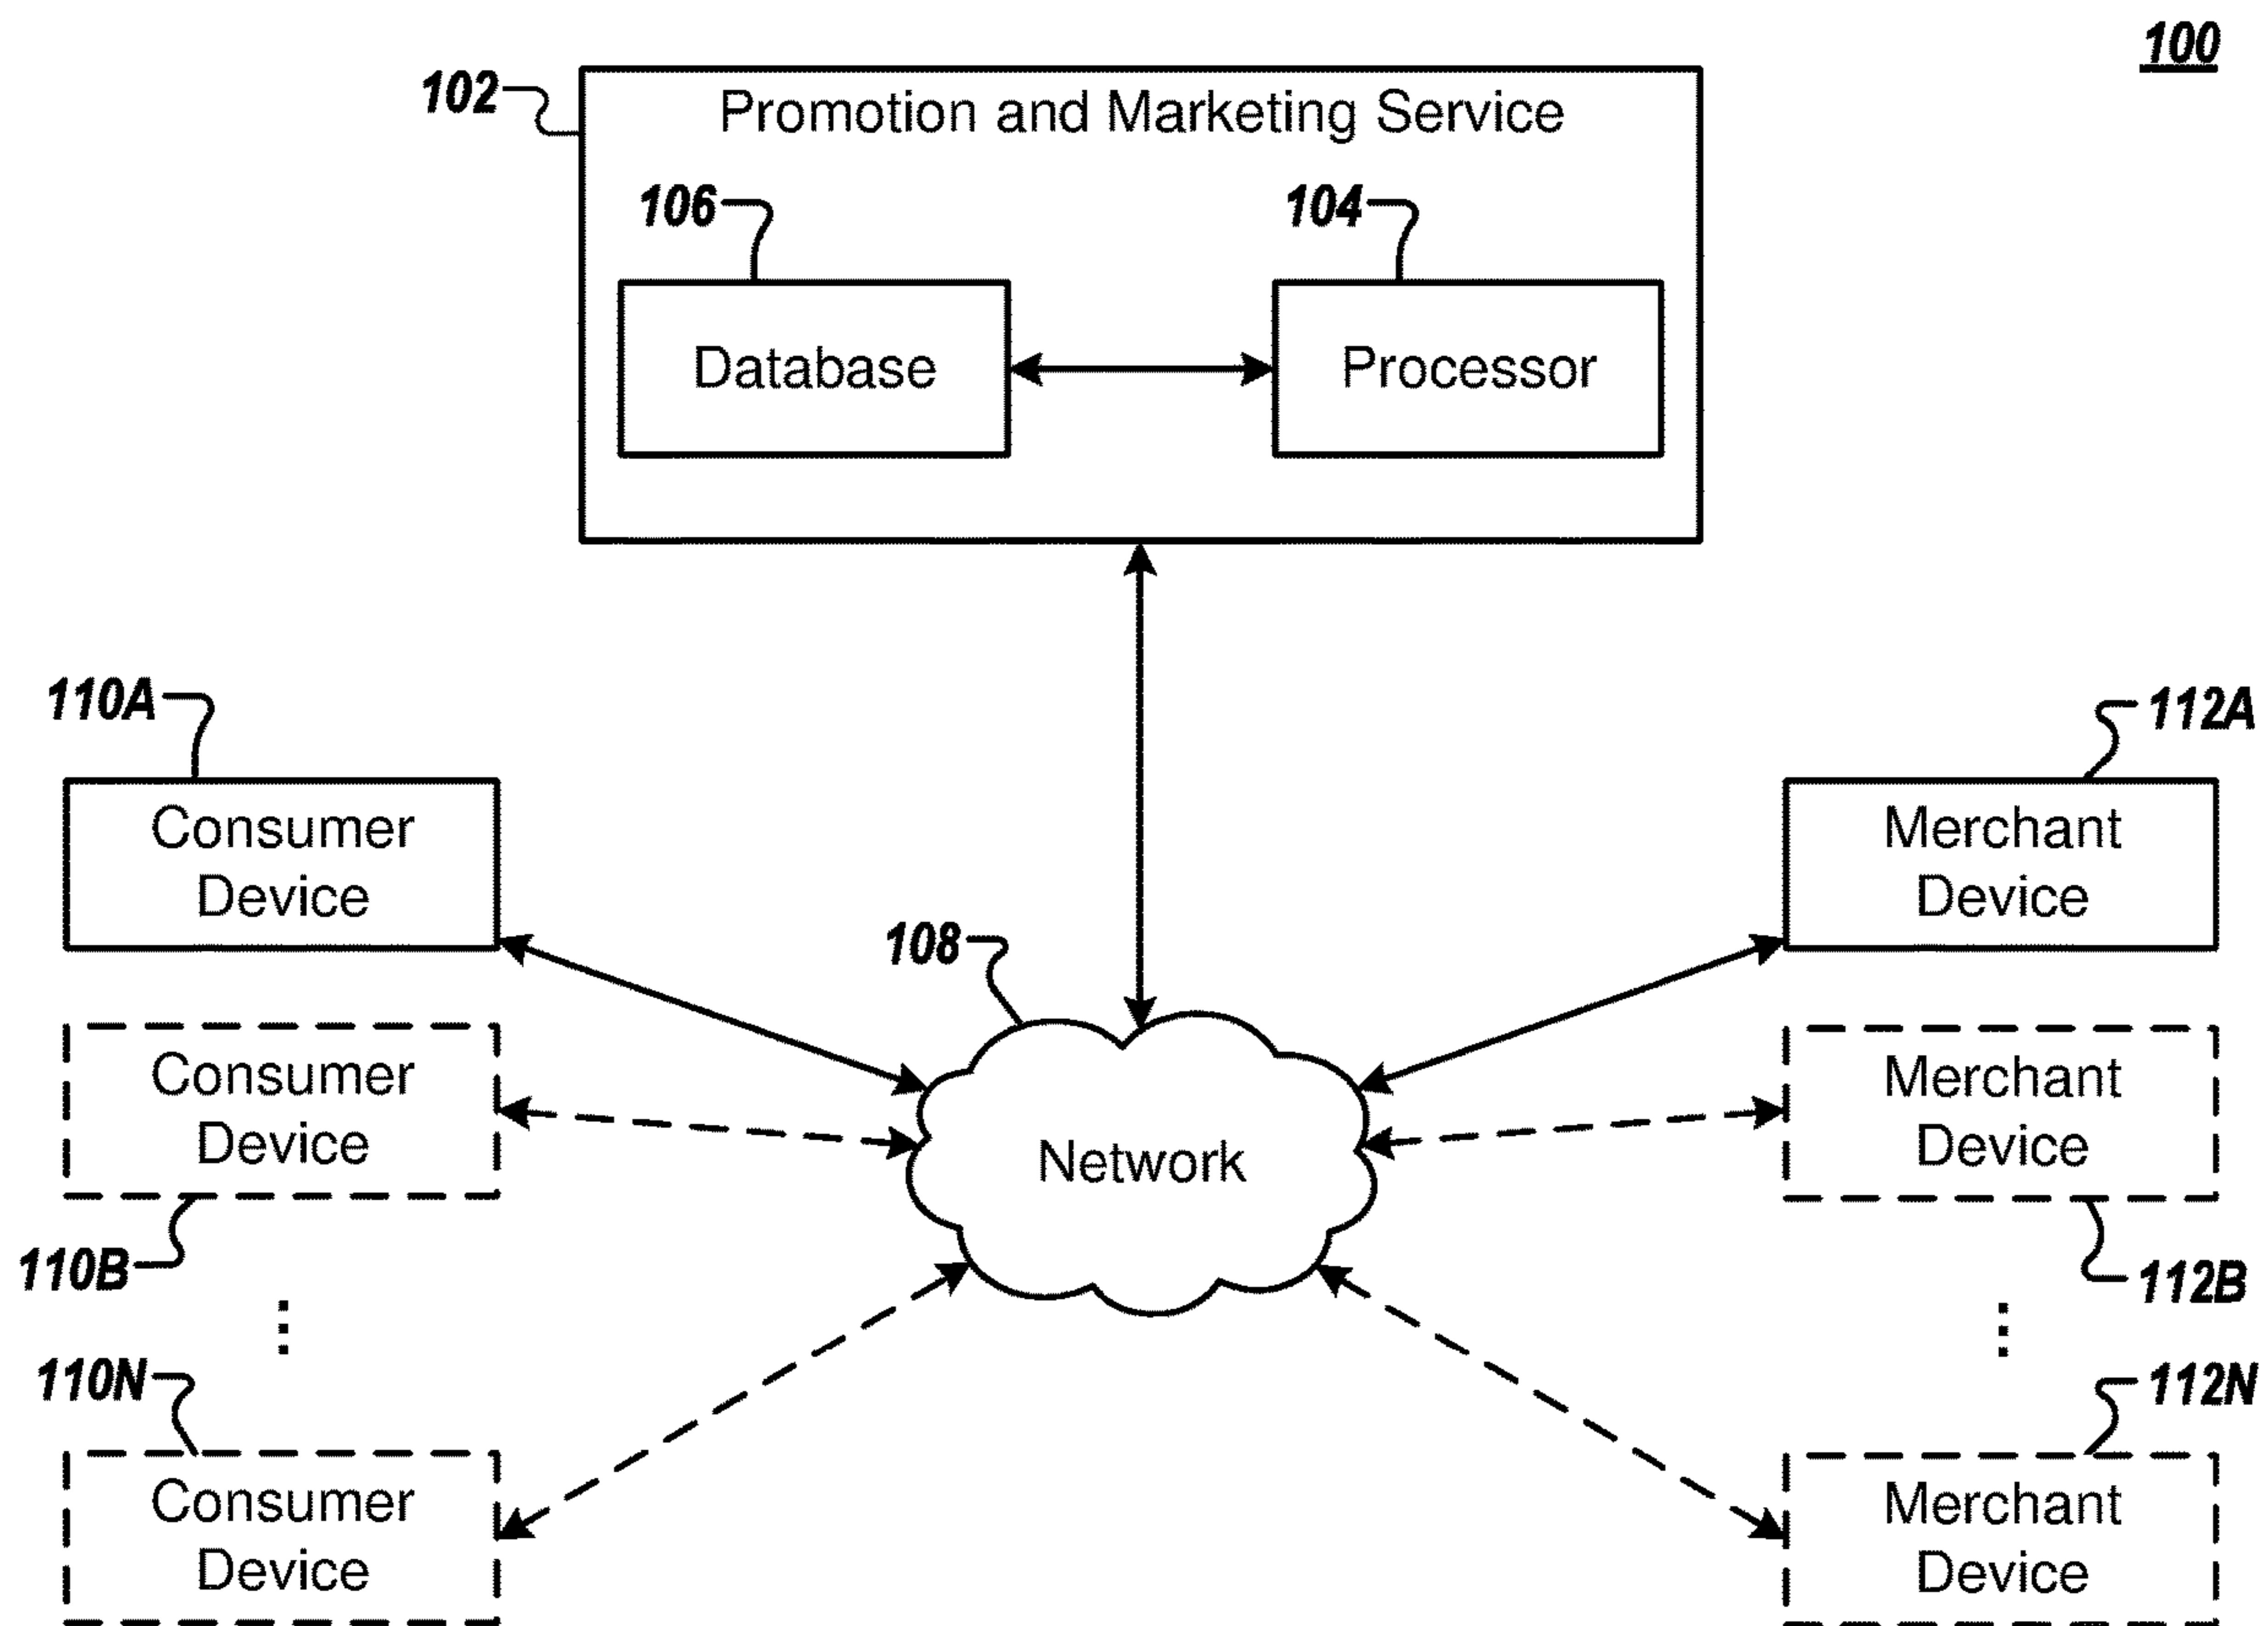 100
102
Promotion and Marketing Service
106
104
Database
Processor
110A
112A
Consumer
Device
Merchant
Device
108
Consumer
Device
Merchant
Device
Network
110B
112B
110N
112N
Consumer
Device
Merchant
Device